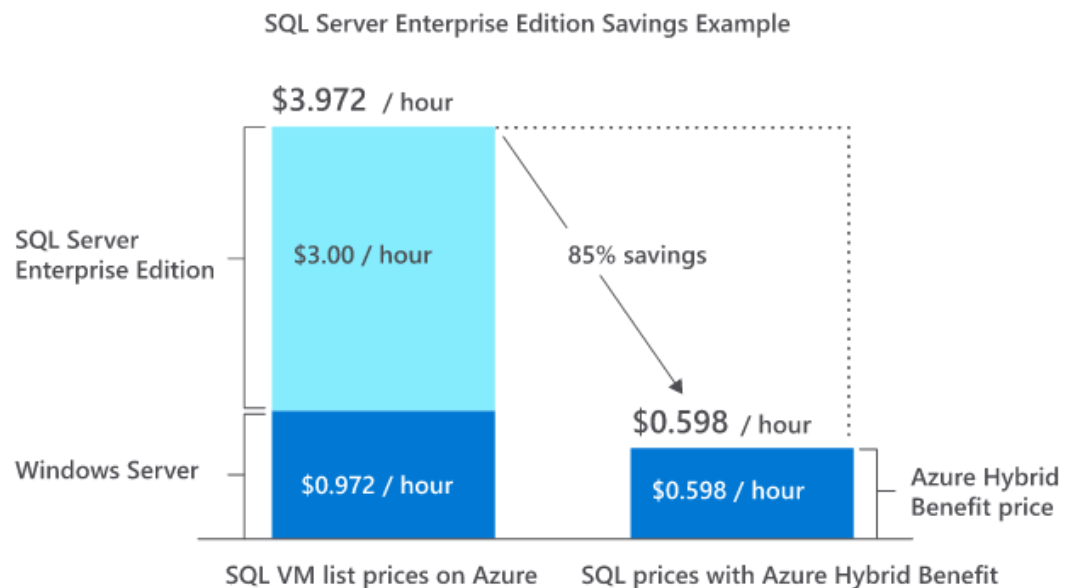 SQL Server Enterprise Edition Savings Example
$3.972 / hour
SQL Server
Enterprise Edition
$3.00 / hour
85% savings
$0.598 / hour
Windows Server
$0.972 / hour
$0.598 / hour
Azure Hybrid
Benefit price
SQL VM list prices on Azure
SQL prices with Azure Hybrid Benefit